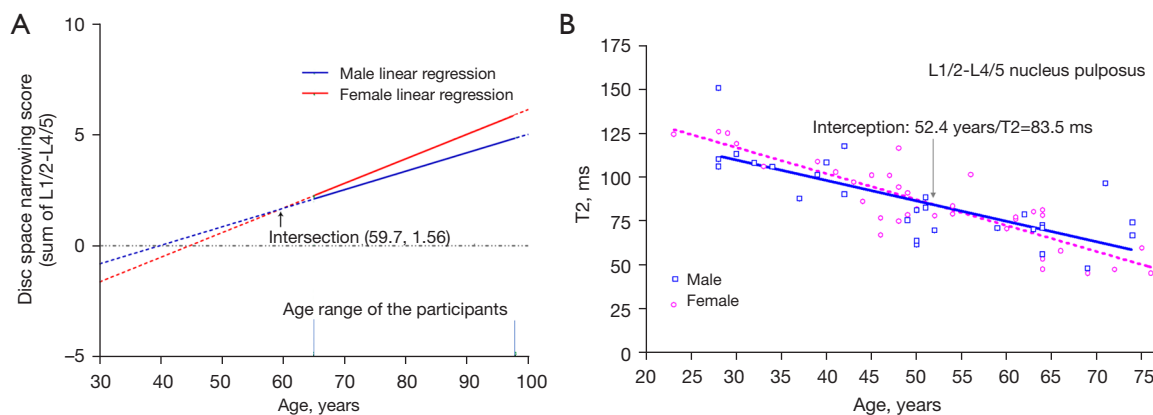 A
Disc space narrowing score
(sum of L1/2-L4/5)
10
5
0
−5
Male linear regression
Female linear regression
Intersection (59.7, 1.56)
Age range of the participants
30 40 50 60 70 80 90 100
Age, years
B
T2, ms
175
150
125
100
75
50
25
0
L1/2-L4/5 nucleus pulposus
Interception: 52.4 years/T2=83.5 ms
Male
Female
20 25 30 35 40 45 50 55 60 65 70 75
Age, years